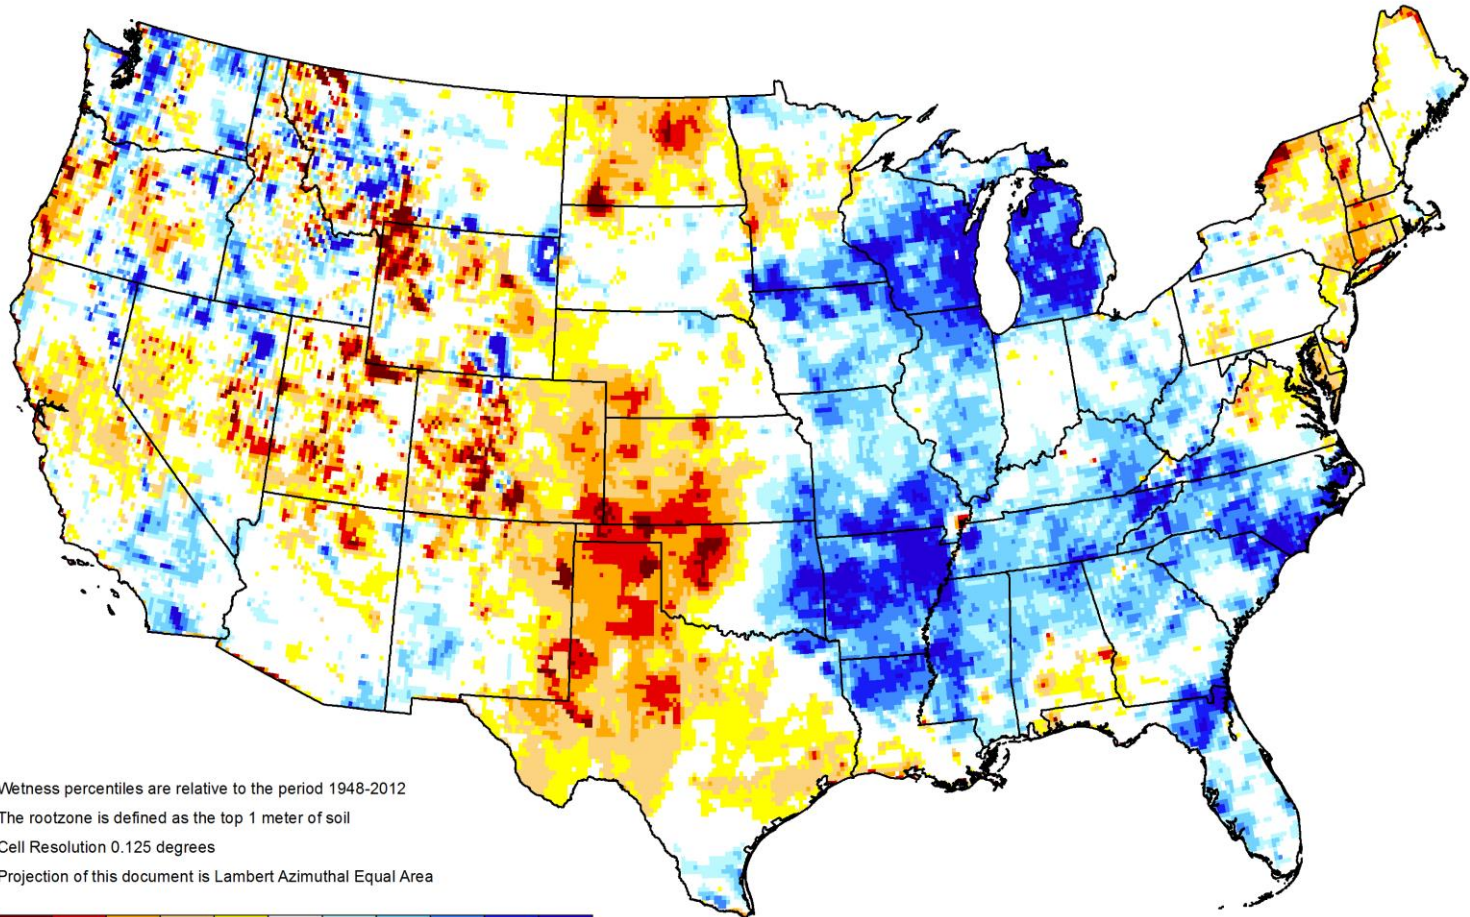 Wetness percentiles are relative to the period 1948-2012
The rootzone is defined as the top 1 meter of soil
Cell Resolution 0.125 degrees
Projection of this document is Lambert Azimuthal Equal Area